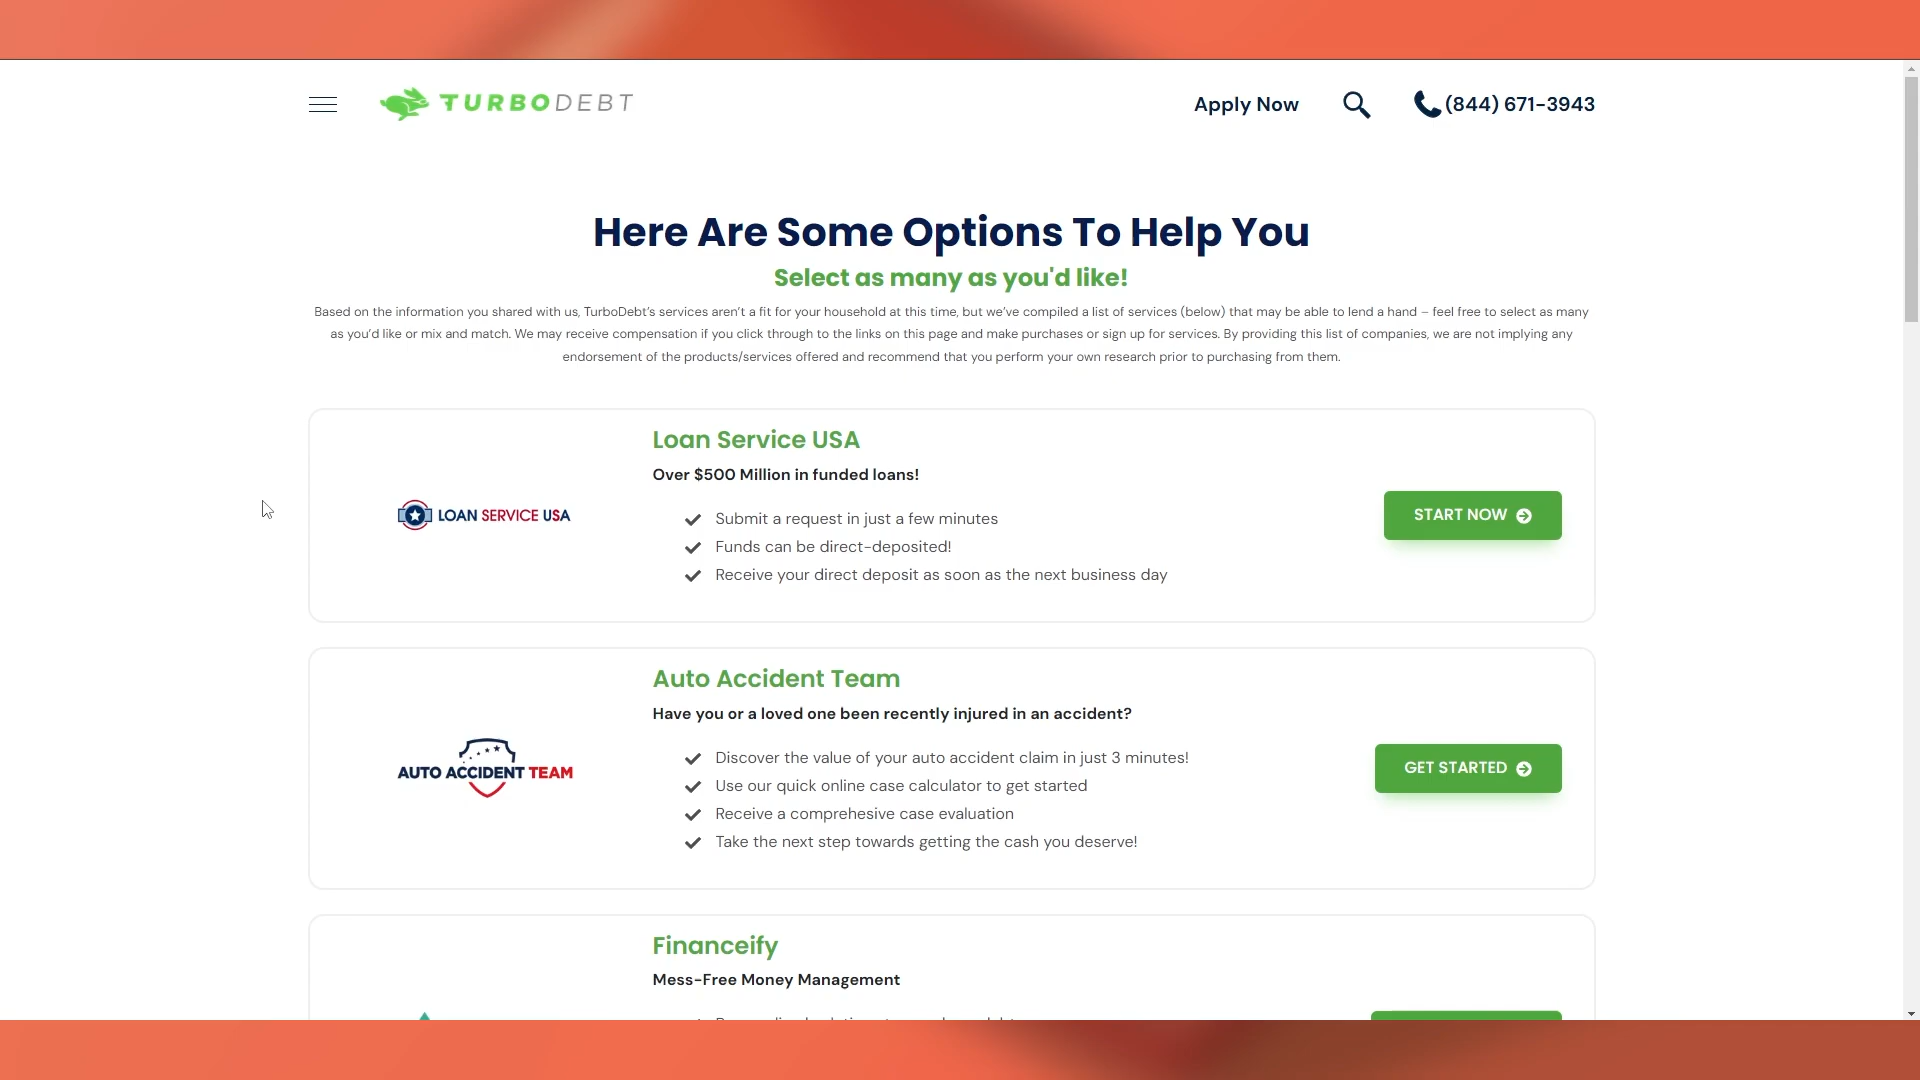 TURBODEBT
Apply Now
(844) 671-3943
Here Are Some Options To Help You
Select as many as you'd like!
Based on the information you shared with us, TurboDebt's services aren't a fit for your household at this time, but we've compiled a list of services (below) that may be able to lend a hand – feel free to select as many
as you'd like or mix and match. We may receive compensation if you click through to the links on this page and make purchases or sign up for services. By providing this list of companies, we are not implying any
endorsement of the products/services offered and recommend that you perform your own research prior to purchasing from them.
LOAN SERVICE USA
Loan Service USA
Over $500 Million in funded loans!
Submit a request in just a few minutes
Funds can be direct-deposited!
Receive your direct deposit as soon as the next business day
START NOW
AUTO ACCIDENT TEAM
Auto Accident Team
Have you or a loved one been recently injured in an accident?
Discover the value of your auto accident claim in just 3 minutes!
Use our quick online case calculator to get started
Receive a comprehesive case evaluation
Take the next step towards getting the cash you deserve!
GET STARTED
Financeify
Mess-Free Money Management